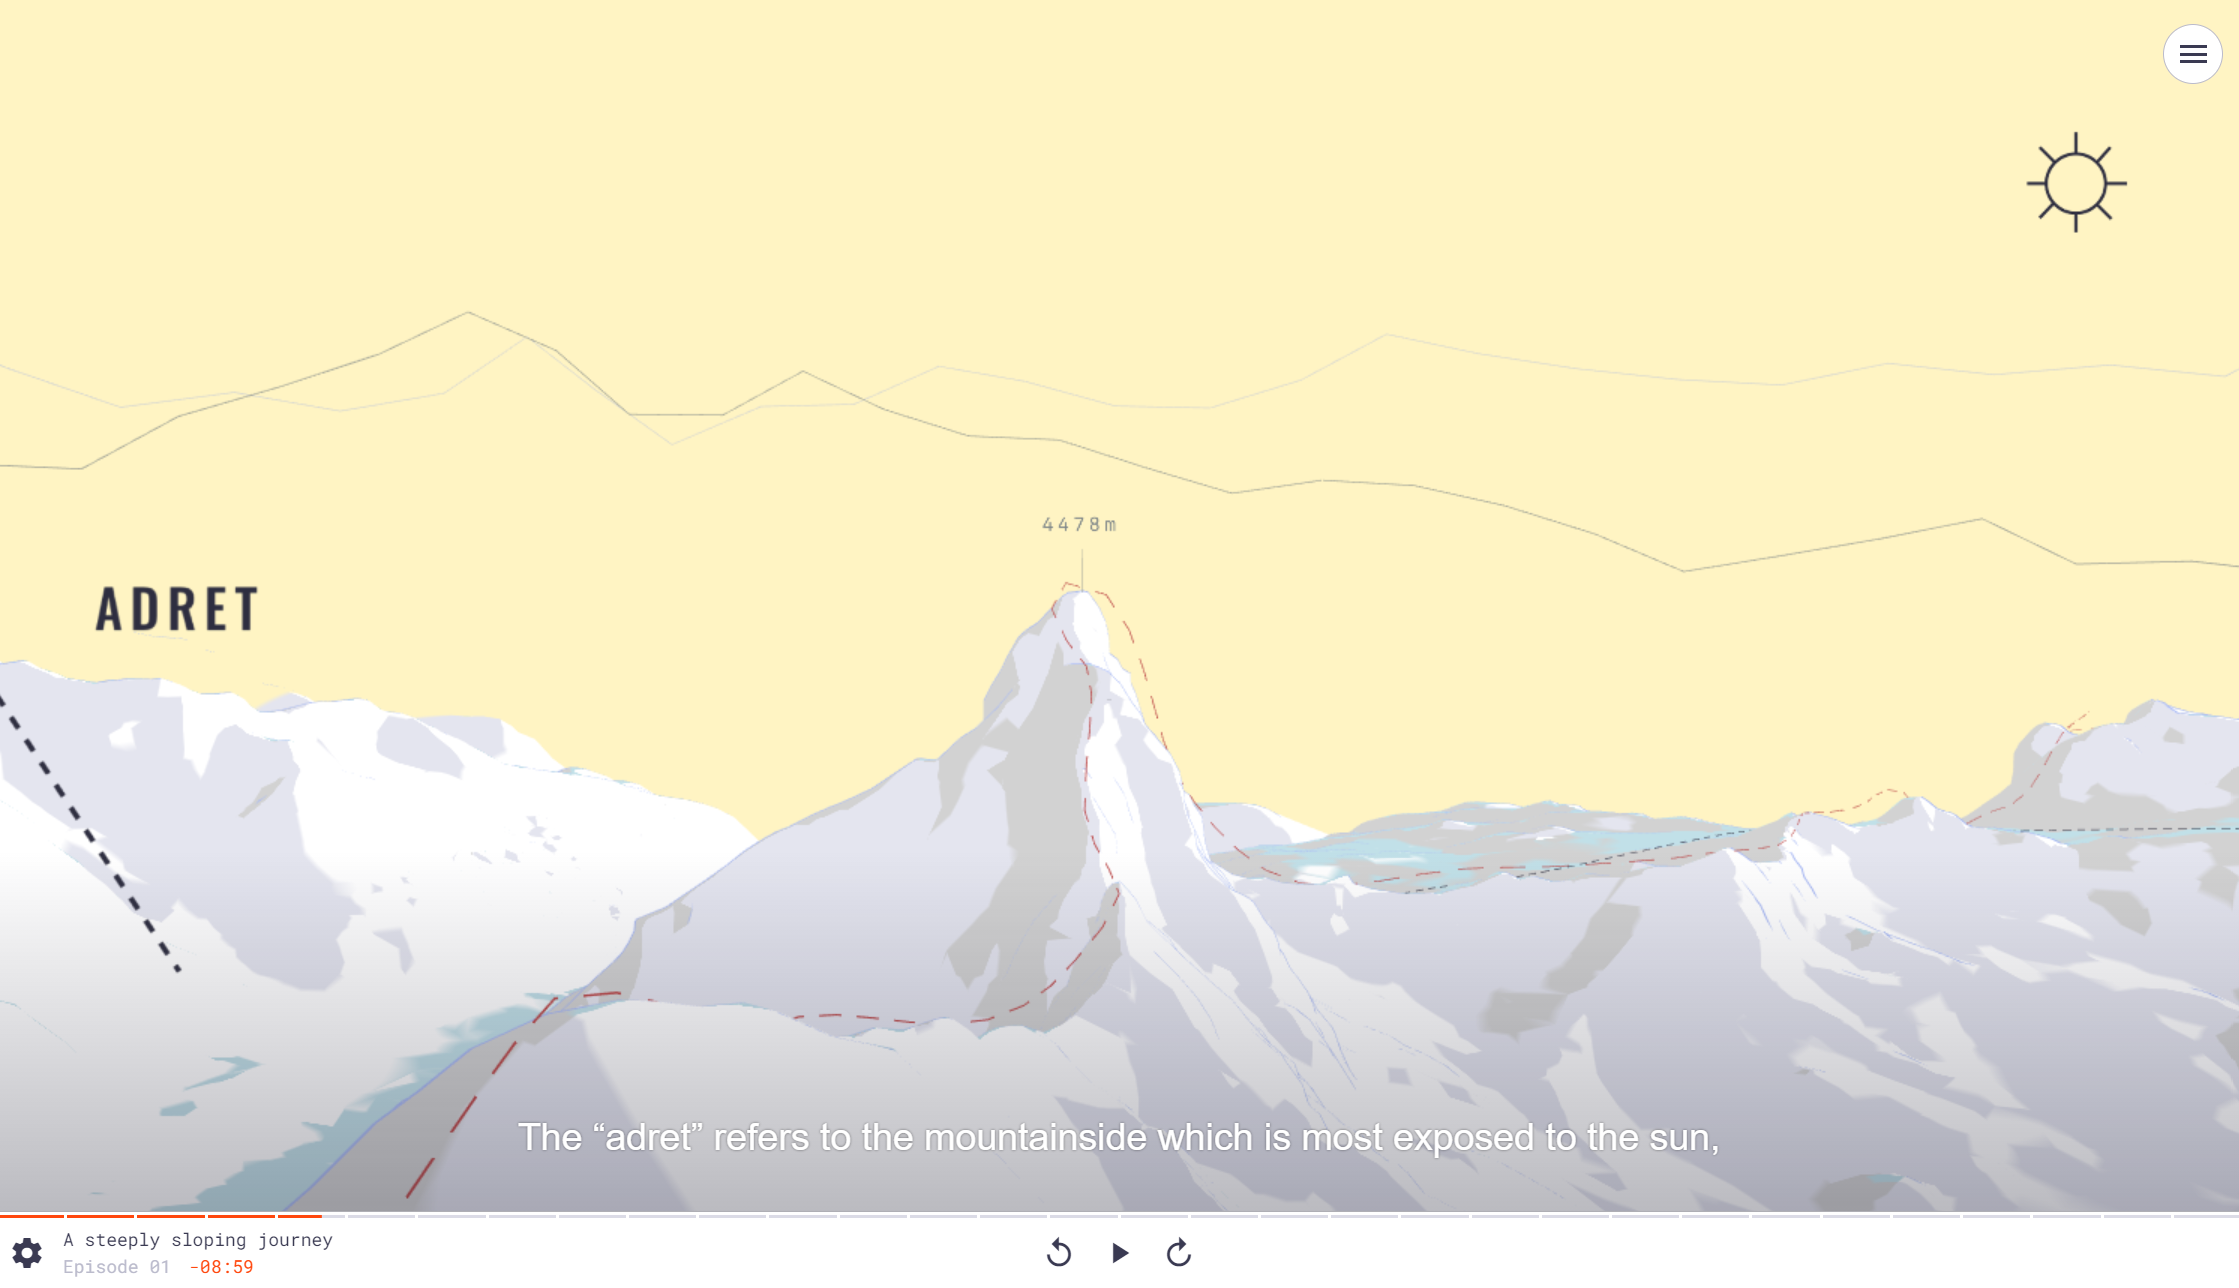 4478m
ADRET
The “adret” refers to the mountainside which is most exposed to the sun,
A steeply sloping journey
Episode 01 -08:59